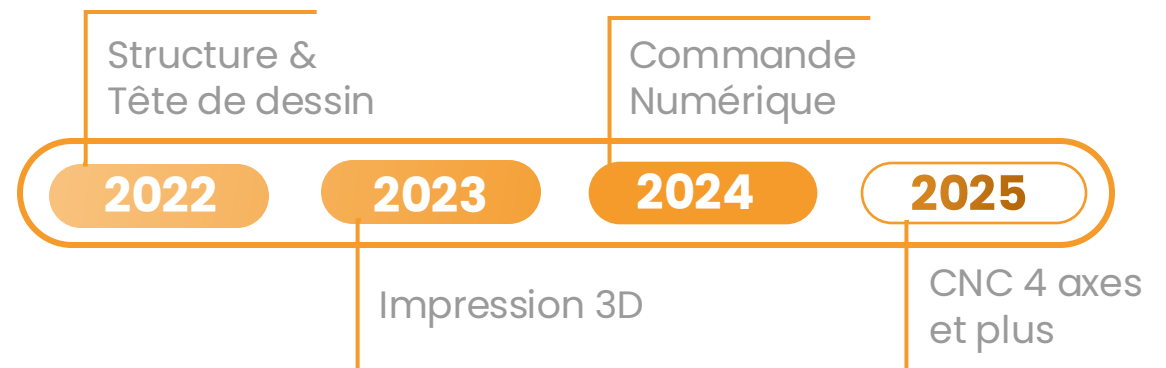 Structure &
Tête de dessin
Commande
Numérique
2022
2023
2024
2025
Impression 3D
CNC 4 axes
et plus